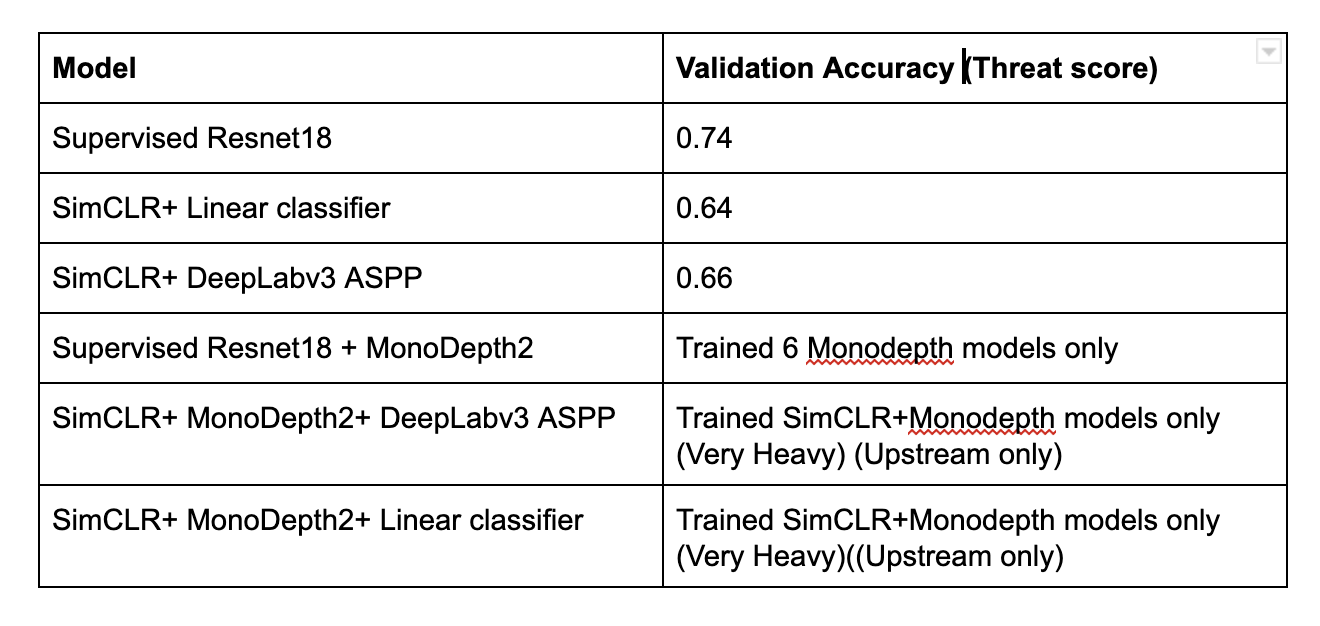 Model
Validation Accuracy (Threat score)
Supervised Resnet18
0.74
SimCLR+ Linear classifier
0.64
SimCLR+ DeepLabv3 ASPP
0.66
Supervised Resnet18 + MonoDepth2
Trained 6 Monodepth models only
SimCLR+ MonoDepth2+ DeepLabv3 ASPP
Trained SimCLR+Monodepth models only
(Very Heavy) (Upstream only)
SimCLR+ MonoDepth2+ Linear classifier
Trained SimCLR+Monodepth models only
(Very Heavy)((Upstream only)